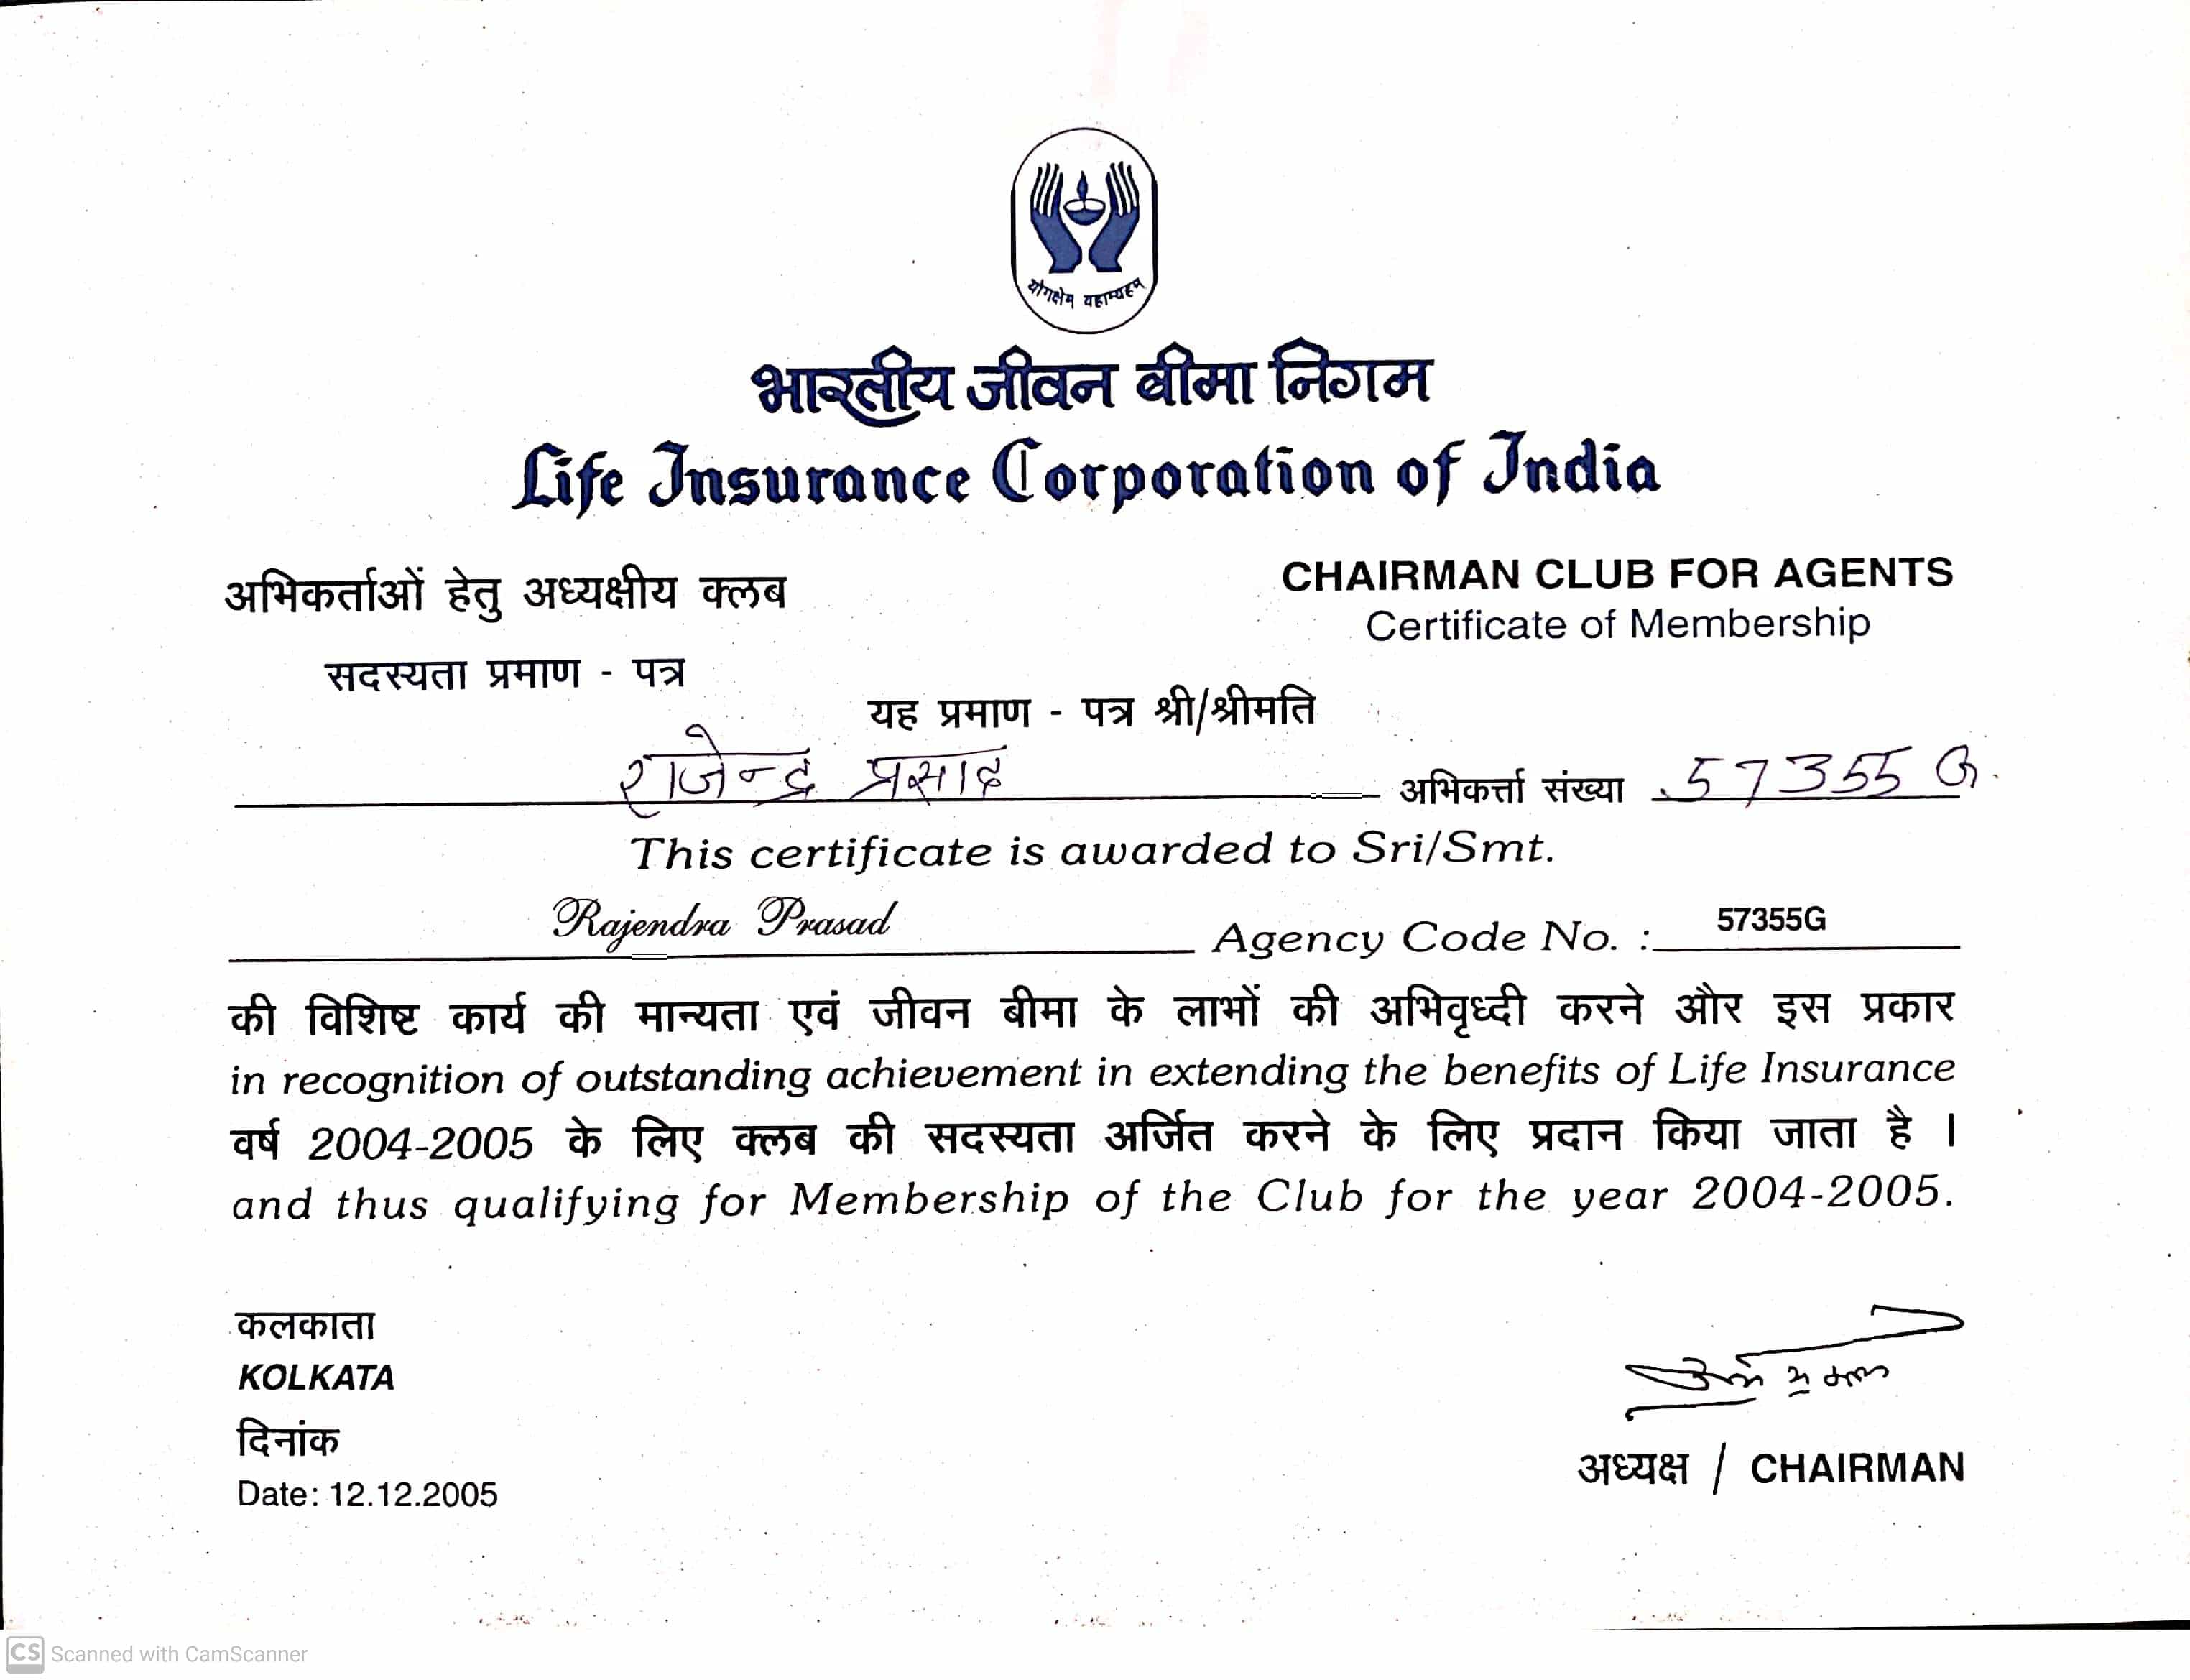 योगक्षेमं वहाम्यहम्
भारतीय जीवन बीमा निगम
Life Insurance Corporation of India
अभिकर्ताओं हेतु अध्यक्षीय क्लब
सदस्यता प्रमाण - पत्र
CHAIRMAN CLUB FOR AGENTS
Certificate of Membership
यह प्रमाण - पत्र श्री/श्रीमति
राजेन्द्र प्रसाद अभिकर्त्ता संख्या 57355 G.
This certificate is awarded to Sri/Smt.
Rajendra Prasad Agency Code No. : 57355G
की विशिष्ट कार्य की मान्यता एवं जीवन बीमा के लाभों की अभिवृध्दी करने और इस प्रकार
in recognition of outstanding achievement in extending the benefits of Life Insurance
वर्ष 2004-2005 के लिए क्लब की सदस्यता अर्जित करने के लिए प्रदान किया जाता है ।
and thus qualifying for Membership of the Club for the year 2004-2005.
कलकाता
KOLKATA
दिनांक
Date: 12.12.2005
अध्यक्ष / CHAIRMAN
CS Scanned with CamScanner